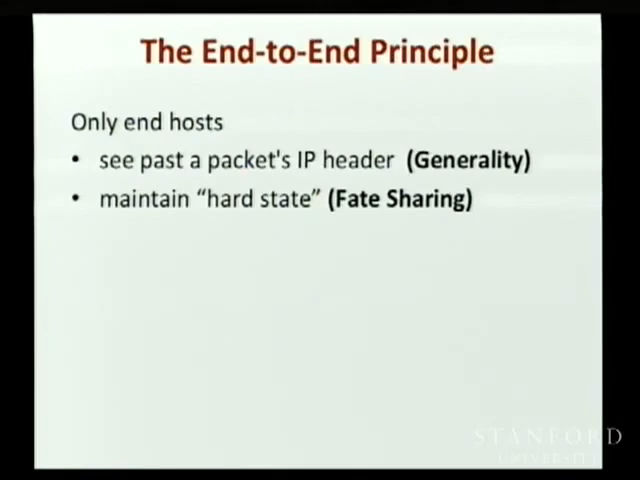 The End-to-End Principle
Only end hosts
• see past a packet's IP header (Generality)
• maintain “hard state” (Fate Sharing)
STANFORD
UNIVERSITY